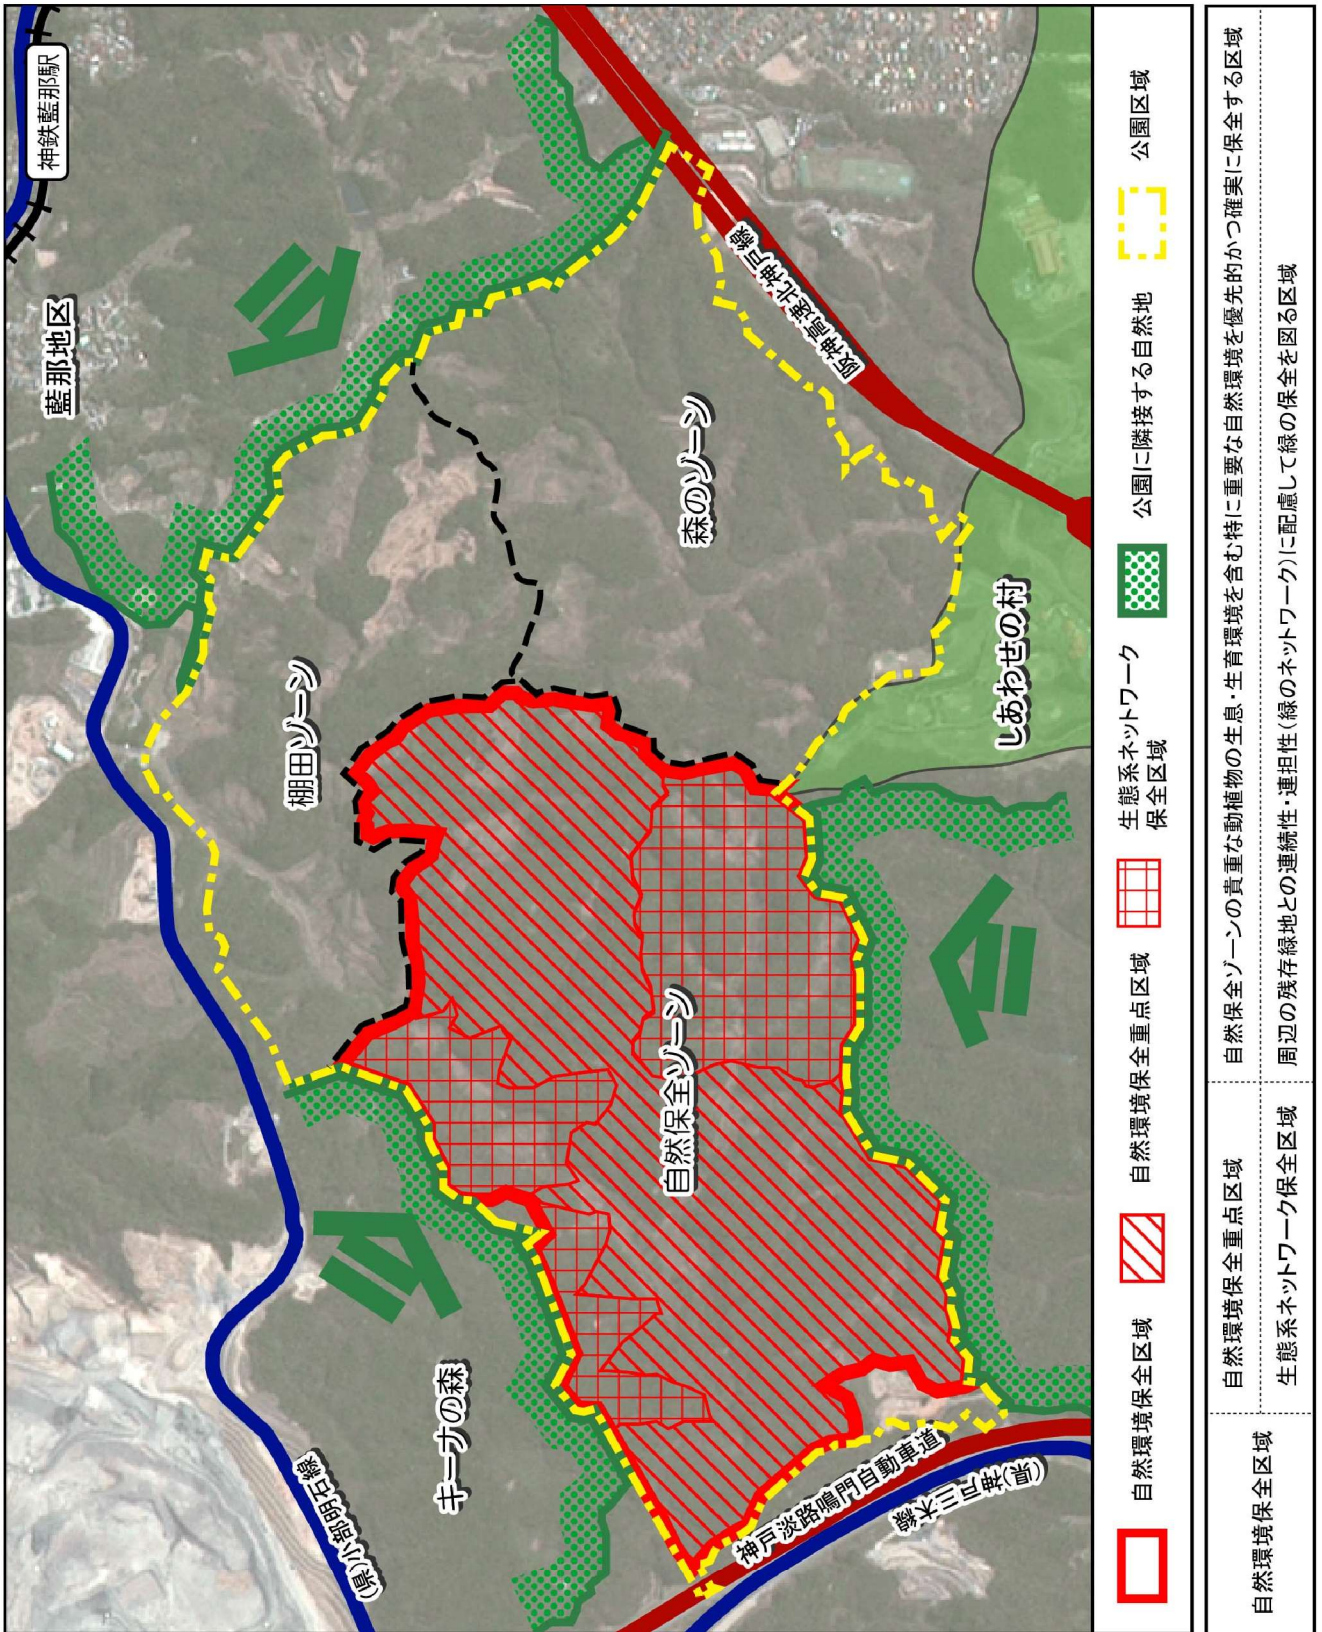 神鉄藍那駅
藍那地区
棚田ゾーン
森のゾーン
阪神高速北神戸線
しあわせの村
自然保全ゾーン
キーナの森
(県)小部明石線
神戸淡路鳴門自動車道
(県)神戸三木線
自然環境保全区域
自然環境保全重点区域
生態系ネットワーク
保全区域
公園に隣接する自然地
公園区域
自然環境保全区域
自然環境保全重点区域
自然保全ゾーンの貴重な動植物の生息・生育環境を含む特に重要な自然環境を優先的かつ確実に保全する区域
生態系ネットワーク保全区域
周辺の残存緑地との連続性・連担性(緑のネットワーク)に配慮して緑の保全を図る区域